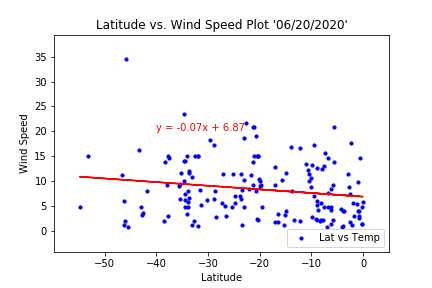 Latitude vs. Wind Speed Plot '06/20/2020'
35
30
25
20
15
10
5
0
Wind Speed
y = -0.07x + 6.87
Lat vs Temp
−50 −40 −30 −20 −10 0
Latitude